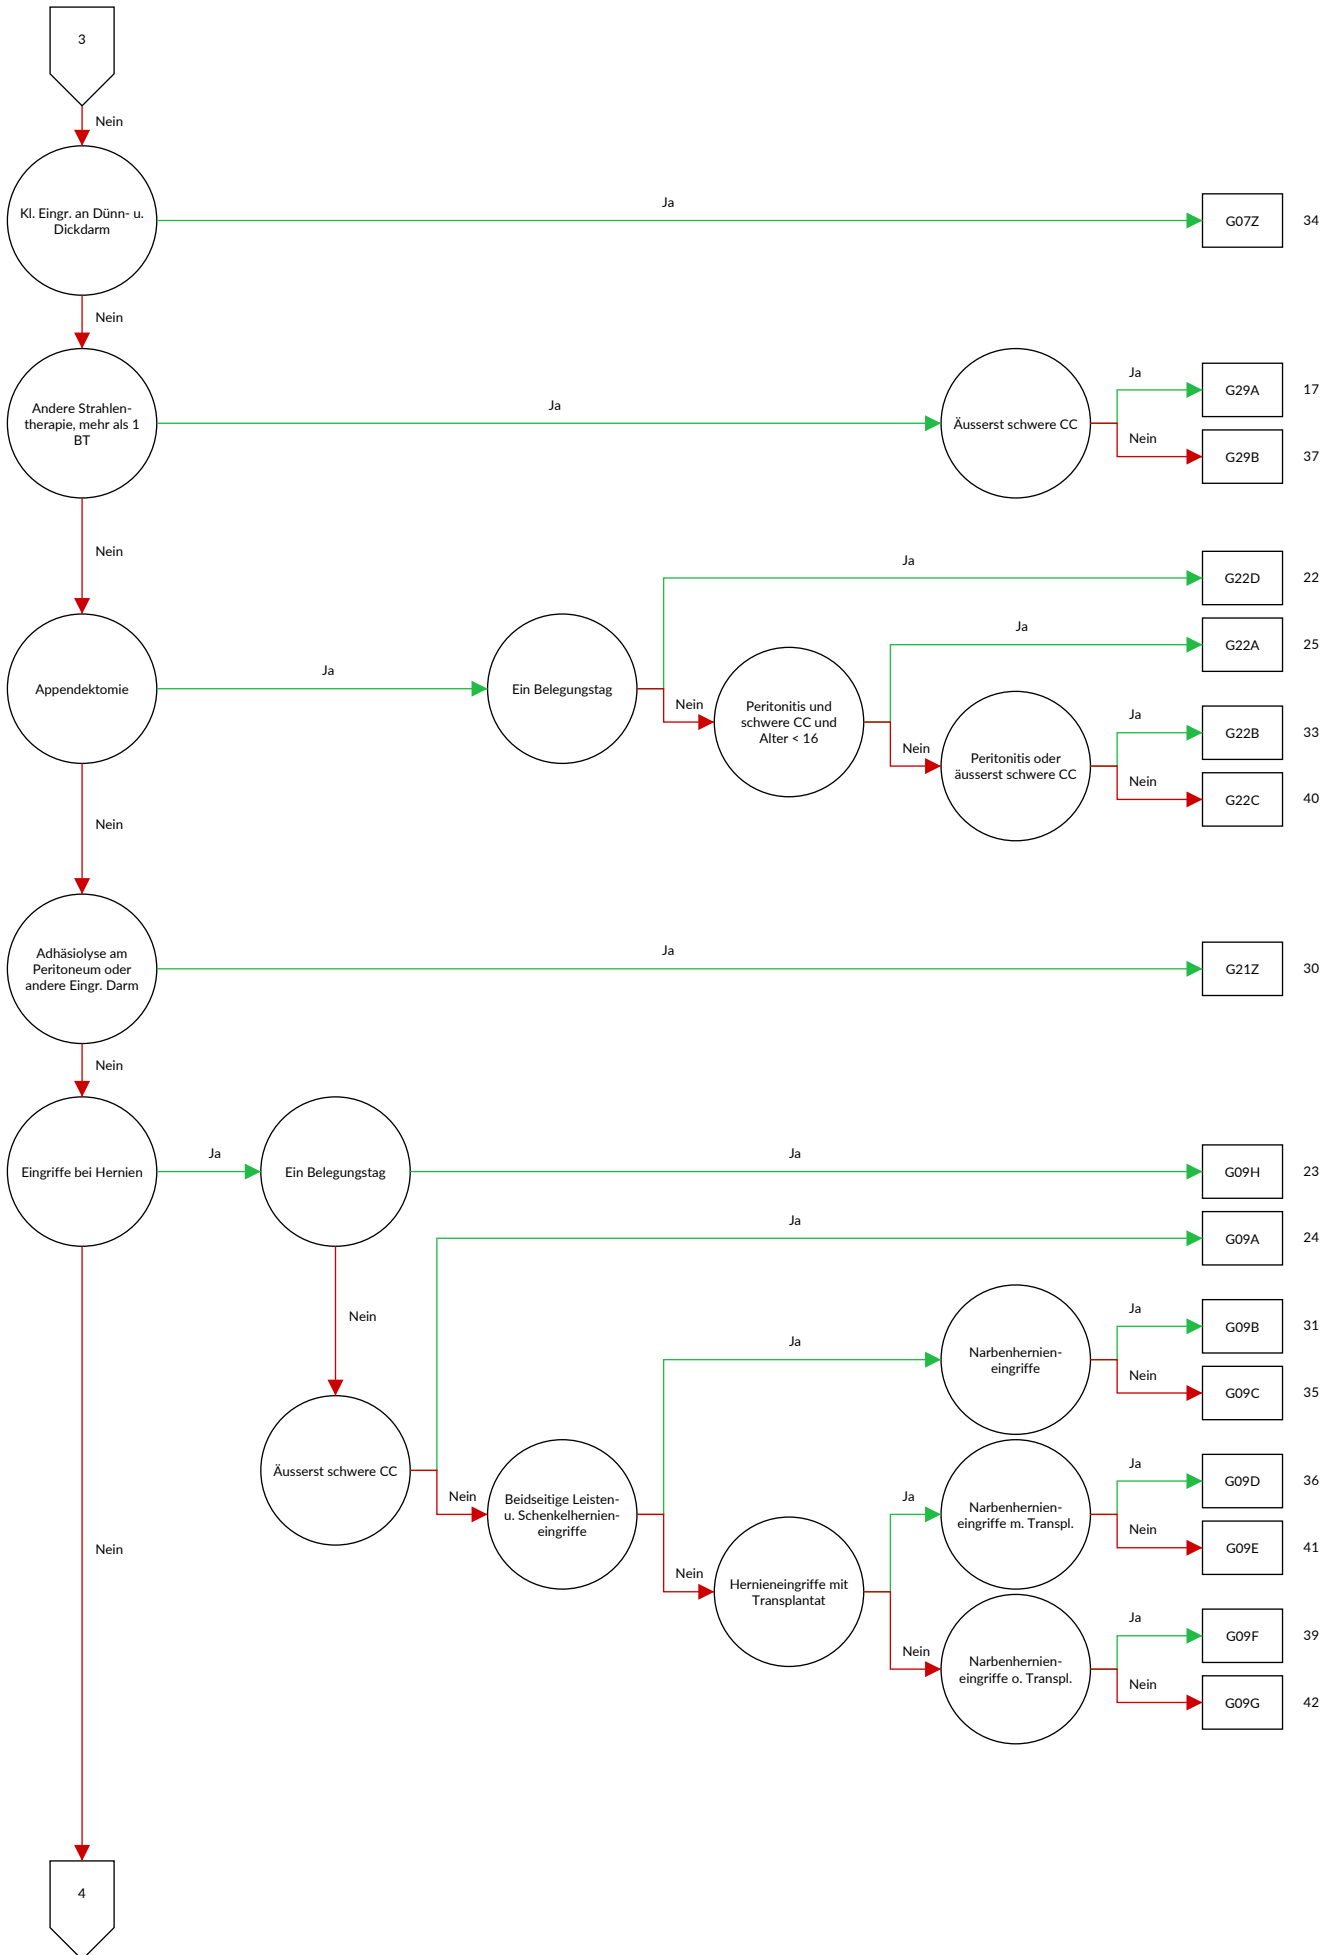 3
Nein
Kl. Eingr. an Dünn- u.
Dickdarm
Ja
G07Z
34
Nein
Andere Strahlen-
therapie, mehr als 1
BT
Ja
Äusserst schwere CC
Ja
G29A
17
Nein
G29B
37
Nein
Appendektomie
Ja
Ein Belegungstag
Ja
G22D
22
Nein
Peritonitis und
schwere CC und
Alter < 16
Ja
G22A
25
Nein
Peritonitis oder
äusserst schwere CC
Ja
G22B
33
Nein
G22C
40
Nein
Adhäsiolyse am
Peritoneum oder
andere Eingr. Darm
Ja
G21Z
30
Nein
Eingriffe bei Hernien
Ja
Ein Belegungstag
Ja
G09H
23
Nein
Äusserst schwere CC
Ja
G09A
24
Nein
Beidseitige Leisten-
u. Schenkelhernien-
eingriffe
Ja
Narbenhernien-
eingriffe
Ja
G09B
31
Nein
G09C
35
Nein
Hernieneingriffe mit
Transplantat
Ja
Narbenhernien-
eingriffe m. Transpl.
Ja
G09D
36
Nein
G09E
41
Nein
Narbenhernien-
eingriffe o. Transpl.
Ja
G09F
39
Nein
G09G
42
Nein
4